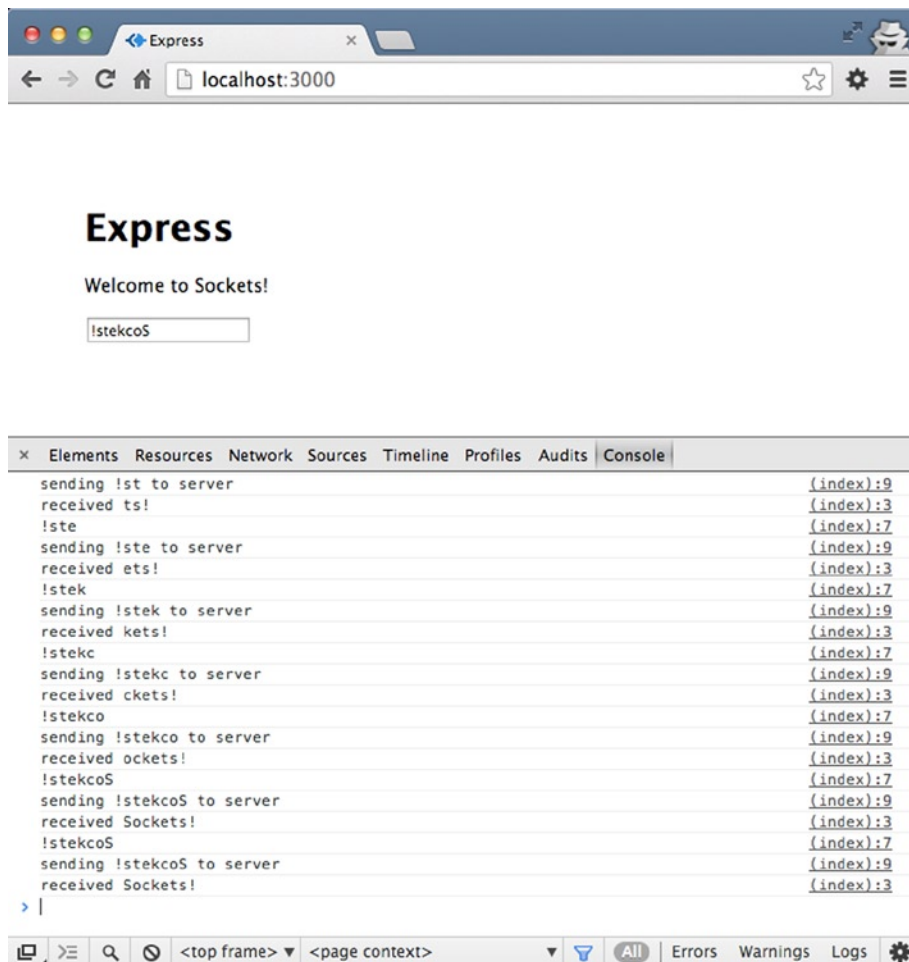 Express
localhost:3000
Express
Welcome to Sockets!
!stekcoS
× Elements Resources Network Sources Timeline Profiles Audits Console
sending !st to server (index):9
received ts! (index):3
!ste (index):7
sending !ste to server (index):9
received ets! (index):3
!stek (index):7
sending !stek to server (index):9
received kets! (index):3
!stekc (index):7
sending !stekc to server (index):9
received ckets! (index):3
!stekco (index):7
sending !stekco to server (index):9
received ockets! (index):3
!stekcoS (index):7
sending !stekcoS to server (index):9
received Sockets! (index):3
!stekcoS (index):7
sending !stekcoS to server (index):9
received Sockets! (index):3
>
<top frame> ▼ <page context> ▼ All | Errors Warnings Logs